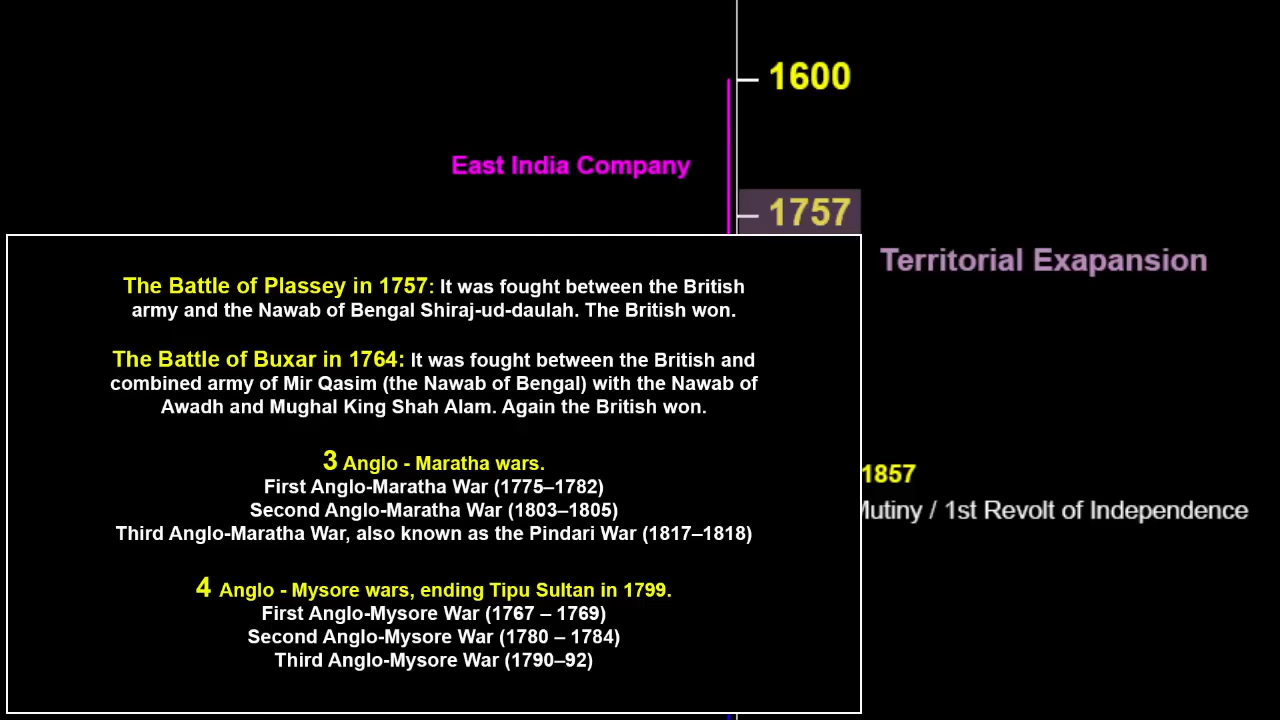 1600
East India Company
1757
Territorial Exapansion
The Battle of Plassey in 1757: It was fought between the British
army and the Nawab of Bengal Shiraj-ud-daulah. The British won.
The Battle of Buxar in 1764: It was fought between the British and
combined army of Mir Qasim (the Nawab of Bengal) with the Nawab of
Awadh and Mughal King Shah Alam. Again the British won.
3 Anglo - Maratha wars.
First Anglo-Maratha War (1775–1782)
Second Anglo-Maratha War (1803–1805)
Third Anglo-Maratha War, also known as the Pindari War (1817–1818)
4 Anglo - Mysore wars, ending Tipu Sultan in 1799.
First Anglo-Mysore War (1767 – 1769)
Second Anglo-Mysore War (1780 – 1784)
Third Anglo-Mysore War (1790–92)
1857
Mutiny / 1st Revolt of Independence